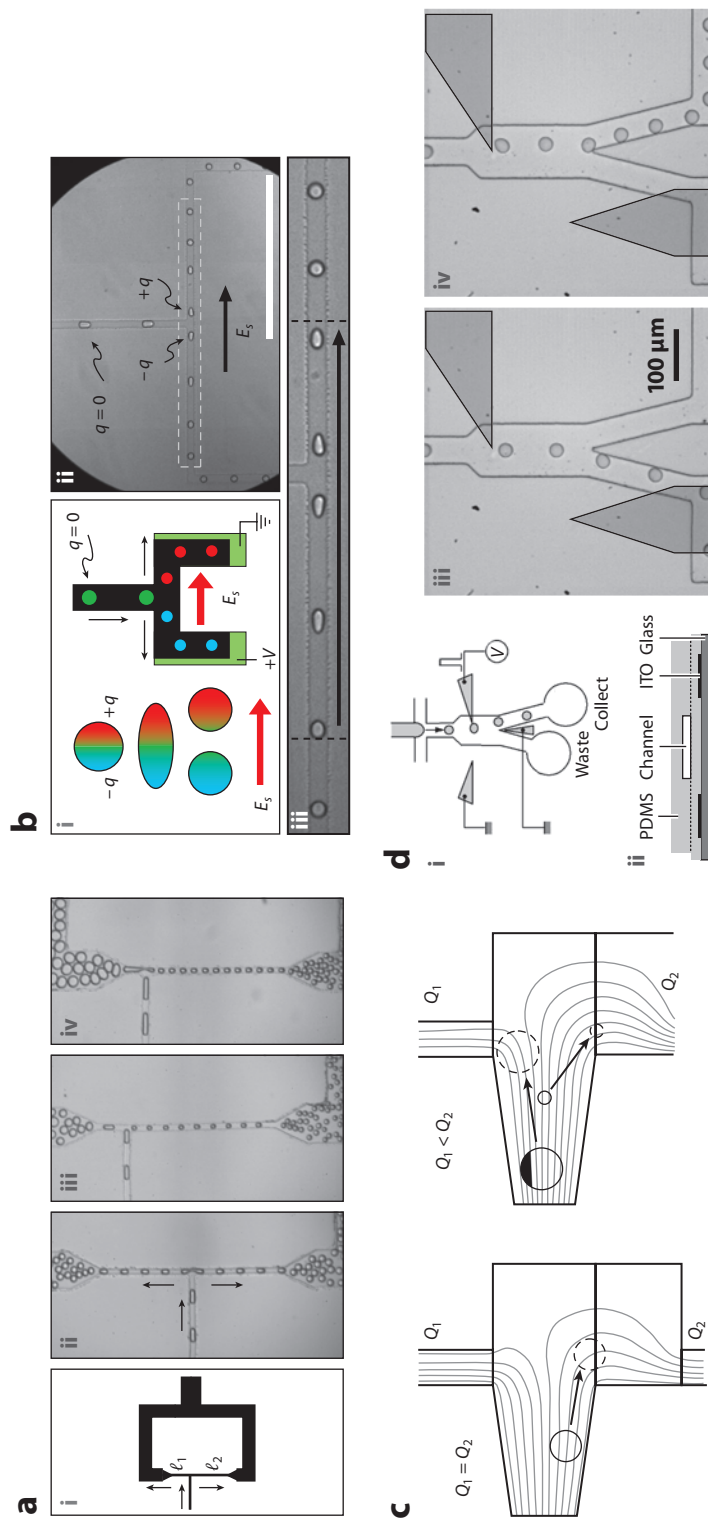 a
i
ℓ1
ℓ2
ii
iii
iv
b
i
−q
+q
Es
q = 0
+V
Es
ii
q = 0
−q
+q
Es
iii
c
Q1 = Q2
Q1
Q2
Q1 < Q2
Q1
Q2
d
i
V
Waste
Collect
ii
PDMS Channel ITO Glass
iii
100 µm
iv